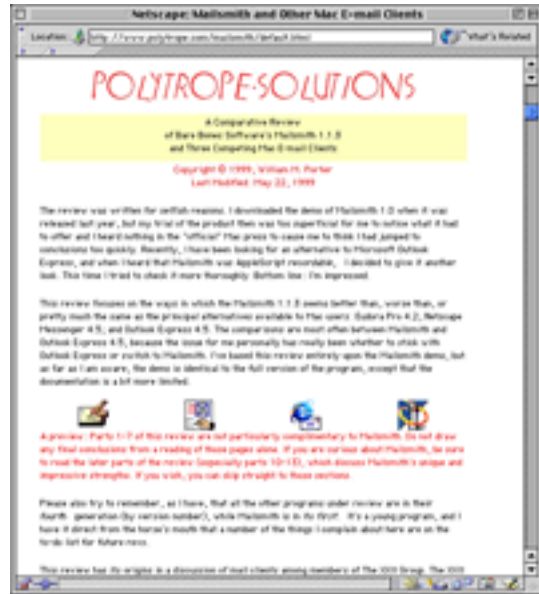 Netscape: Mailsmith and Other Mac E-mail Clients
Location: http://www.polytrope.com/mailsmith/default.html What's Related
POLYTROPE-SOLUTIONS
A Comparative Review
of Bare Bones Software's Mailsmith 1.1.8
and Three Competing Mac E-mail Clients
Copyright © 1999, William H. Porter
Last Modified: May 22, 1999
The review was written for selfish reasons. I downloaded the demo of Mailsmith 1.0 when it was
released last year, but my trial of the product then was too superficial for me to notice what it had
to offer and I heard nothing in the "official" Mac press to cause me to think I had jumped to
conclusions too quickly. Recently, I have been looking for an alternative to Microsoft Outlook
Express, and when I heard that Mailsmith was AppleScript recordable, I decided to give it another
look. This time I tried to check it more thoroughly. Bottom line: I'm impressed.
This review focuses on the ways in which the Mailsmith 1.1.8 seems better than, worse than, or
pretty much the same as the principal alternatives available to Mac users: Eudora Pro 4.2, Netscape
Messenger 4.5, and Outlook Express 4.5. The comparisons are most often between Mailsmith and
Outlook Express 4.5, because the issue for me personally has really been whether to stick with
Outlook Express or switch to Mailsmith. I've based this review entirely upon the Mailsmith demo, but
as far as I am aware, the demo is identical to the full version of the program, except that the
documentation is a bit more limited.
A preview: Parts 1-7 of this review are not particularly complimentary to Mailsmith. Do not draw
any final conclusions from a reading of those pages alone. If you are curious about Mailsmith, be sure
to read the later parts of the review (especially parts 10-13), which discuss Mailsmith's unique and
impressive strengths. If you wish, you can skip straight to those sections.
Please also try to remember, as I have, that all the other programs under review are in their
fourth generation (by version number), while Mailsmith is in its first. It's a young program, and I
have it direct from the horse's mouth that a number of the things I complain about here are on the
to-do list for future revs.
This review has its origins in a discussion of mail clients among members of The Group. The